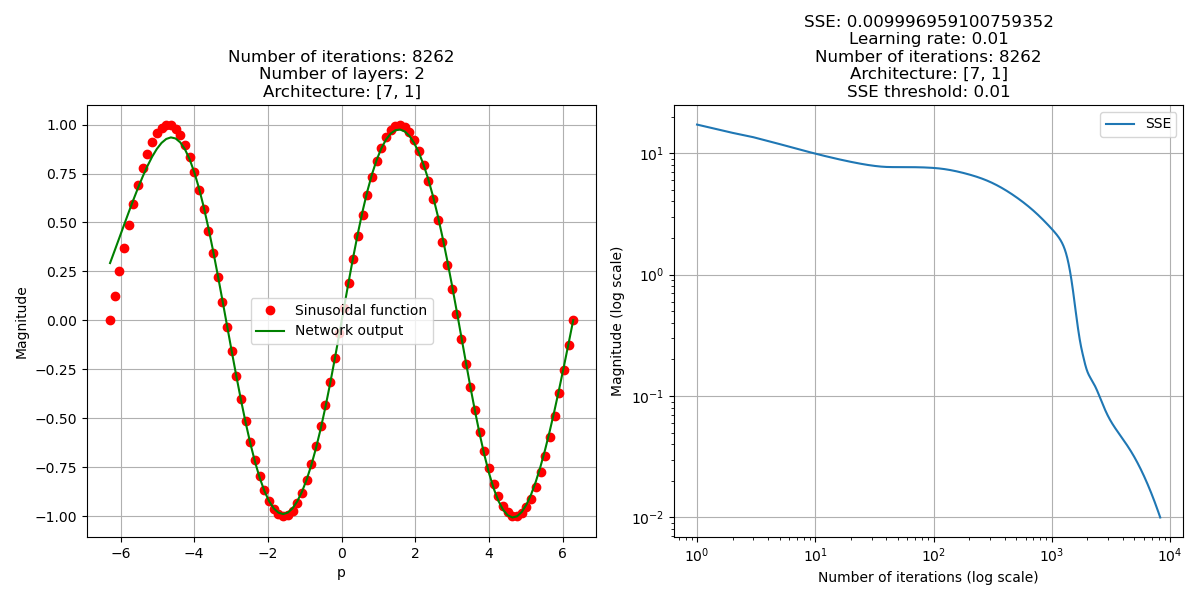 Number of iterations: 8262
Number of layers: 2
Architecture: [7, 1]
1.00
0.75
0.50
0.25
0.00
−0.25
−0.50
−0.75
−1.00
Magnitude
Sinusoidal function
Network output
−6
−4
−2
0
2
4
6
p
SSE: 0.009996959100759352
Learning rate: 0.01
Number of iterations: 8262
Architecture: [7, 1]
SSE threshold: 0.01
SSE
10¹
10⁰
10⁻¹
10⁻²
Magnitude (log scale)
10⁰
10¹
10²
10³
10⁴
Number of iterations (log scale)